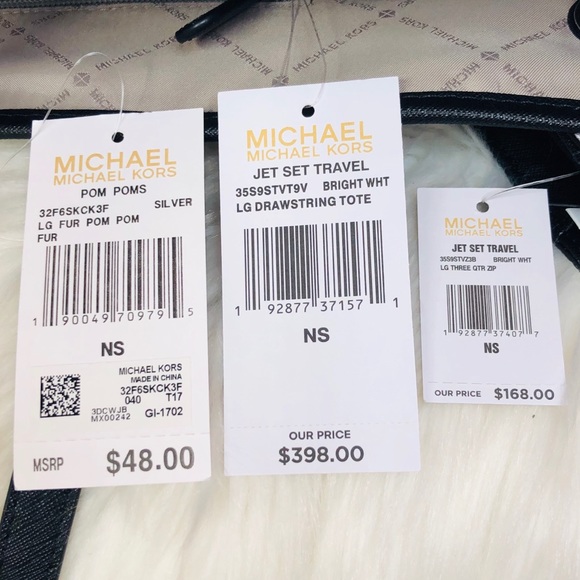 MICHAEL
MICHAEL KORS
POM POMS
32F6SKCK3F SILVER
LG FUR POM POM
FUR
1 90049 70979 5
NS
MICHAEL KORS
MADE IN CHINA
32F6SKCK3F
040 T17
3DCWJB
MX00242 GI-1702
MSRP $48.00
MICHAEL
MICHAEL KORS
JET SET TRAVEL
35S9STVT9V BRIGHT WHT
LG DRAWSTRING TOTE
1 92877 37157 1
NS
OUR PRICE
$398.00
MICHAEL
MICHAEL KORS
JET SET TRAVEL
35S9STVZ3B BRIGHT WHT
LG THREE QTR ZIP
1 92877 37407 7
NS
OUR PRICE $168.00